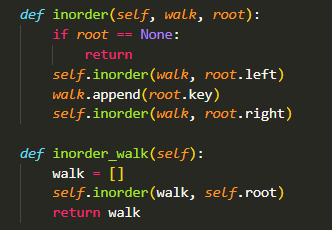 def inorder(self, walk, root):
    if root == None:
        return
    self.inorder(walk, root.left)
    walk.append(root.key)
    self.inorder(walk, root.right)

def inorder_walk(self):
    walk = []
    self.inorder(walk, self.root)
    return walk